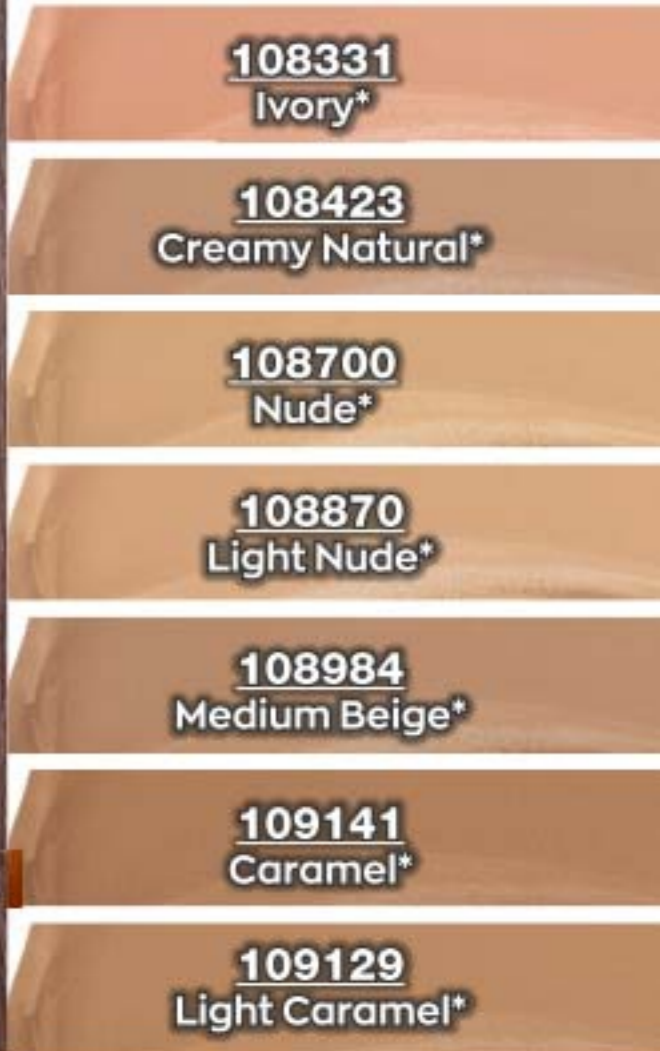 108331
Ivory*
108423
Creamy Natural*
108700
Nude*
108870
Light Nude*
108984
Medium Beige*
109141
Caramel*
109129
Light Caramel*